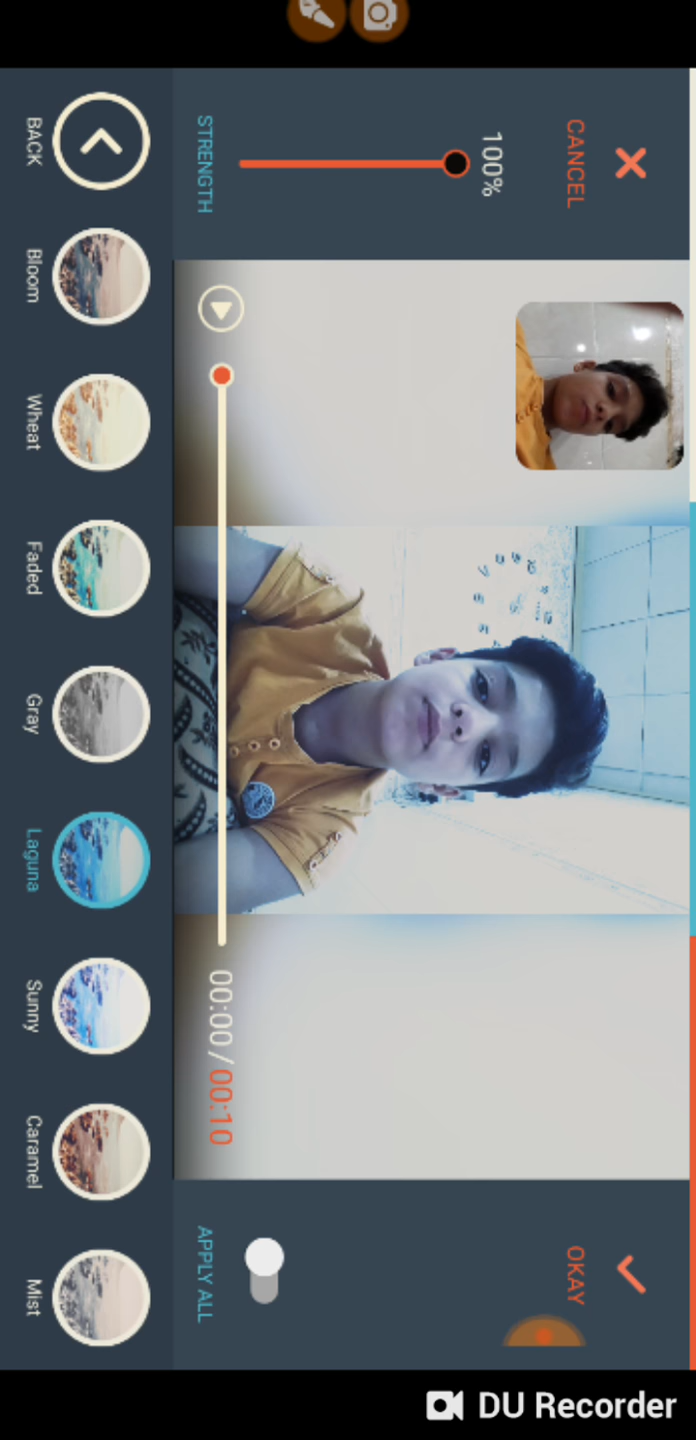 CANCEL
100%
STRENGTH
00:00 / 00:10
OKAY
APPLY ALL
BACK
Bloom
Wheat
Faded
Gray
Laguna
Sunny
Caramel
Mist
DU Recorder